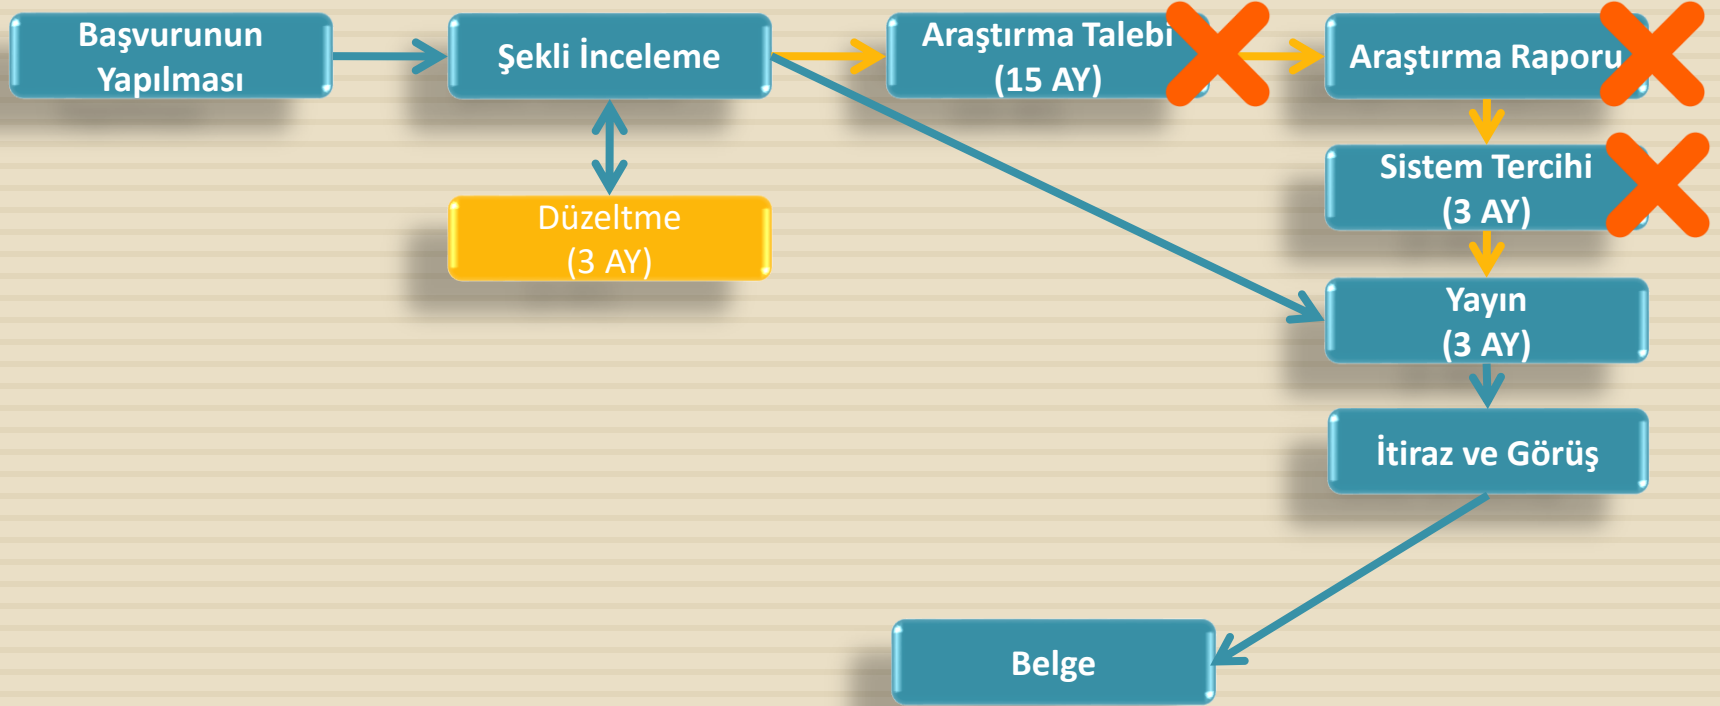 Başvurunun
Yapılması
Şekli İnceleme
Araştırma Talebi
(15 AY)
Araştırma Raporu
Düzeltme
(3 AY)
Sistem Tercihi
(3 AY)
Yayın
(3 AY)
İtiraz ve Görüş
Belge